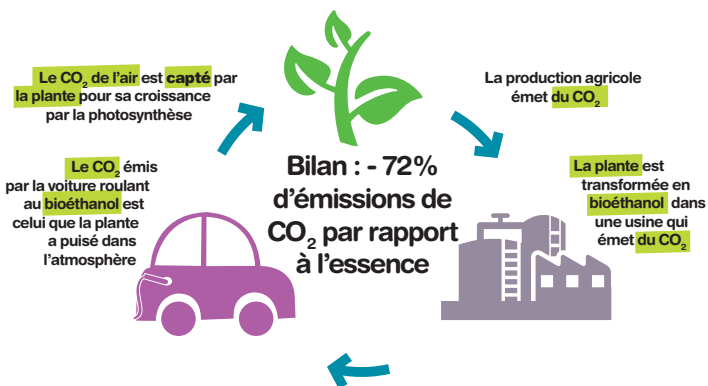 Le CO₂ de l'air est capté par
la plante pour sa croissance
par la photosynthèse
La production agricole
émet du CO₂
Le CO₂ émis
par la voiture roulant
au bioéthanol est
celui que la plante
a puisé dans
l'atmosphère
Bilan : - 72%
d'émissions de
CO₂ par rapport
à l'essence
La plante est
transformée en
bioéthanol dans
une usine qui
émet du CO₂